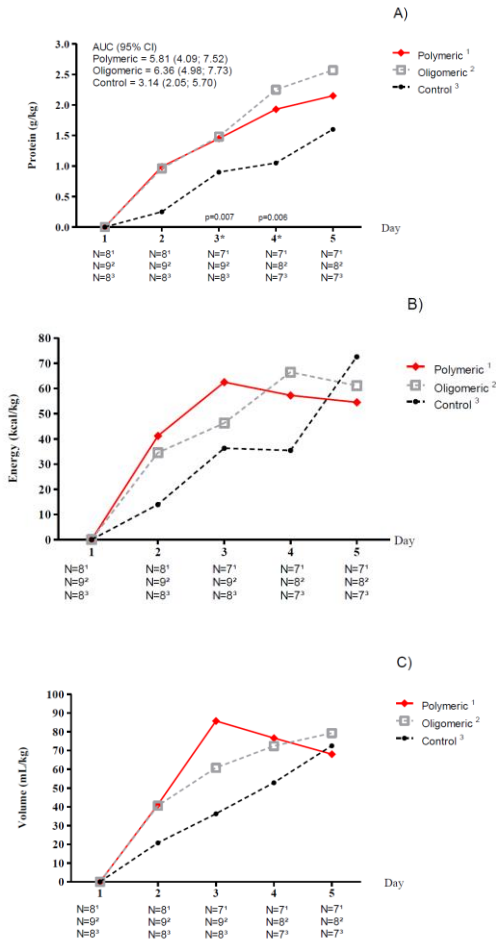 A)
AUC (95% CI)
Polymeric = 5.81 (4.09; 7.52)
Oligomeric = 6.36 (4.98; 7.73)
Control = 3.14 (2.05; 5.70)
Polymeric ¹
Oligomeric ²
Control ³
Protein (g/kg)
3.0
2.5
2.0
1.5
1.0
0.5
0.0
p=0.007 p=0.006
1 2 3* 4* 5 Day
N=8¹ N=8¹ N=7¹ N=7¹ N=7¹
N=9² N=9² N=9² N=8² N=8²
N=8³ N=8³ N=8³ N=7³ N=7³
B)
Polymeric ¹
Oligomeric ²
Control ³
Energy (kcal/kg)
80
70
60
50
40
30
20
10
0
1 2 3 4 5 Day
N=8¹ N=8¹ N=7¹ N=7¹ N=7¹
N=9² N=9² N=9² N=8² N=8²
N=8³ N=8³ N=8³ N=7³ N=7³
C)
Polymeric ¹
Oligomeric ²
Control ³
Volume (mL/kg)
100
90
80
70
60
50
40
30
20
10
0
1 2 3 4 5 Day
N=8¹ N=8¹ N=7¹ N=7¹ N=7¹
N=9² N=9² N=9² N=8² N=8²
N=8³ N=8³ N=8³ N=7³ N=7³